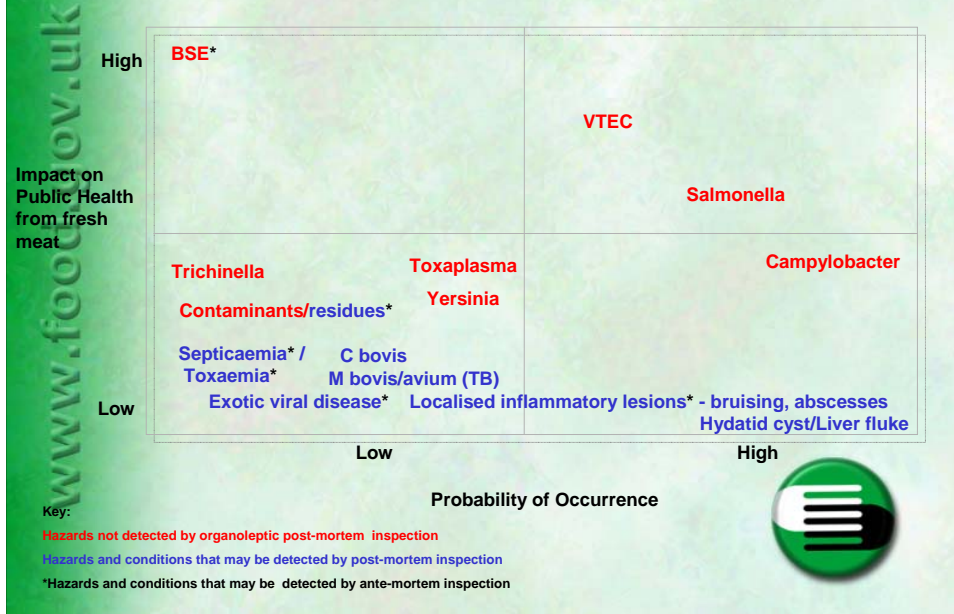 www.food.gov.uk
High
BSE*
VTEC
Impact on
Public Health
from fresh
meat
Salmonella
Trichinella
Toxaplasma
Campylobacter
Yersinia
Contaminants/residues*
Septicaemia* /
Toxaemia*
C bovis
M bovis/avium (TB)
Low
Exotic viral disease*
Localised inflammatory lesions* - bruising, abscesses
Hydatid cyst/Liver fluke
Low
High
Probability of Occurrence
Key:
Hazards not detected by organoleptic post-mortem inspection
Hazards and conditions that may be detected by post-mortem inspection
*Hazards and conditions that may be detected by ante-mortem inspection